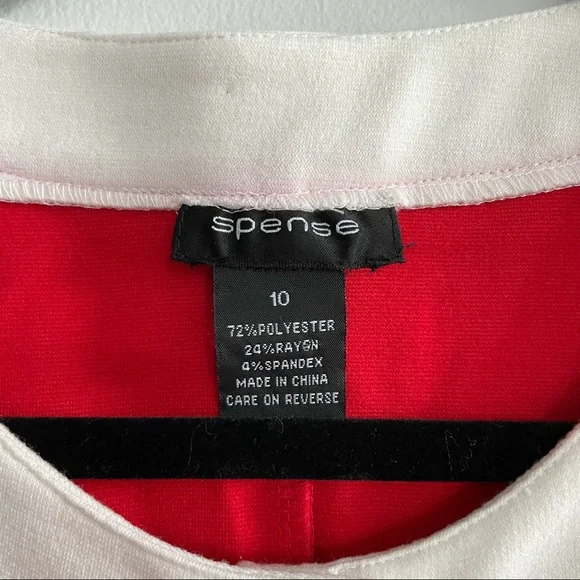 spense
10
72%POLYESTER
24%RAYON
4%SPANDEX
MADE IN CHINA
CARE ON REVERSE